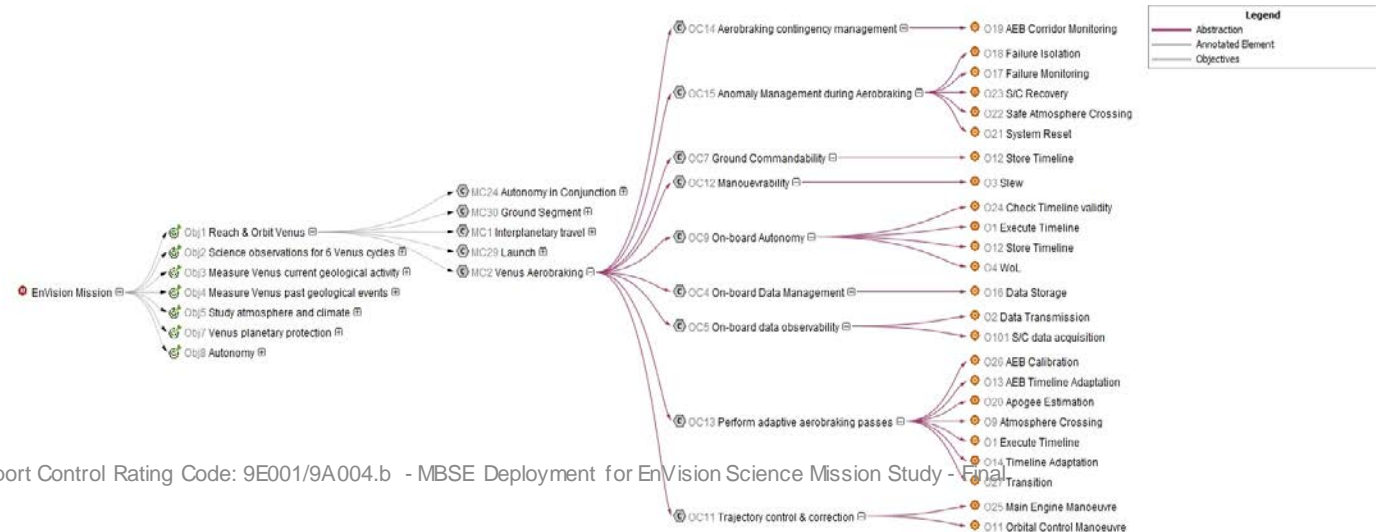 EnVision Mission
Obj1 Reach & Orbit Venus
Obj2 Science observations for 6 Venus cycles
Obj3 Measure Venus current geological activity
Obj4 Measure Venus past geological events
Obj5 Study atmosphere and climate
Obj7 Venus planetary protection
Obj8 Autonomy
MC24 Autonomy in Conjunction
MC30 Ground Segment
MC1 Interplanetary travel
MC29 Launch
MC2 Venus Aerobraking
OC14 Aerobraking contingency management
O19 AEB Corridor Monitoring
OC15 Anomaly Management during Aerobraking
O18 Failure Isolation
O17 Failure Monitoring
O23 S/C Recovery
O22 Safe Atmosphere Crossing
O21 System Reset
OC7 Ground Commandability
O12 Store Timeline
OC12 Manouevrability
O3 Slew
OC9 On-board Autonomy
O24 Check Timeline validity
O1 Execute Timeline
O12 Store Timeline
O4 WoL
OC4 On-board Data Management
O16 Data Storage
OC5 On-board data observability
O2 Data Transmission
O101 S/C data acquisition
OC13 Perform adaptive aerobraking passes
O26 AEB Calibration
O13 AEB Timeline Adaptation
O20 Apogee Estimation
O9 Atmosphere Crossing
O1 Execute Timeline
O14 Timeline Adaptation
O27 Transition
OC11 Trajectory control & correction
O25 Main Engine Manoeuvre
O11 Orbital Control Manoeuvre
Legend
Abstraction
Annotated Element
Objectives
port Control Rating Code: 9E001/9A004.b - MBSE Deployment for EnVision Science Mission Study - Final